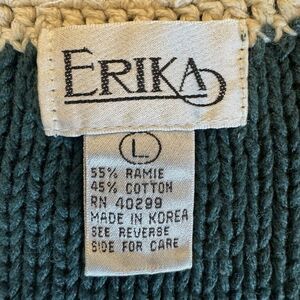 ERIKA
L
55% RAMIE
45% COTTON
RN 40299
MADE IN KOREA
SEE REVERSE
SIDE FOR CARE